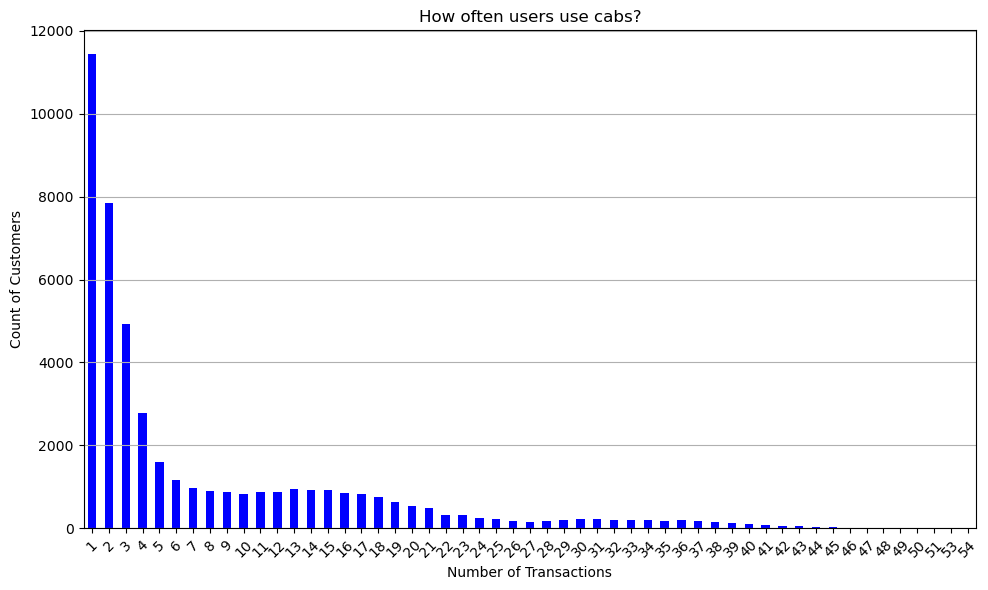 How often users use cabs?
12000
10000
8000
6000
4000
2000
0
Count of Customers
1 2 3 4 5 6 7 8 9 10 11 12 13 14 15 16 17 18 19 20 21 22 23 24 25 26 27 28 29 30 31 32 33 34 35 36 37 38 39 40 41 42 43 44 45 46 47 48 49 50 51 53 54
Number of Transactions